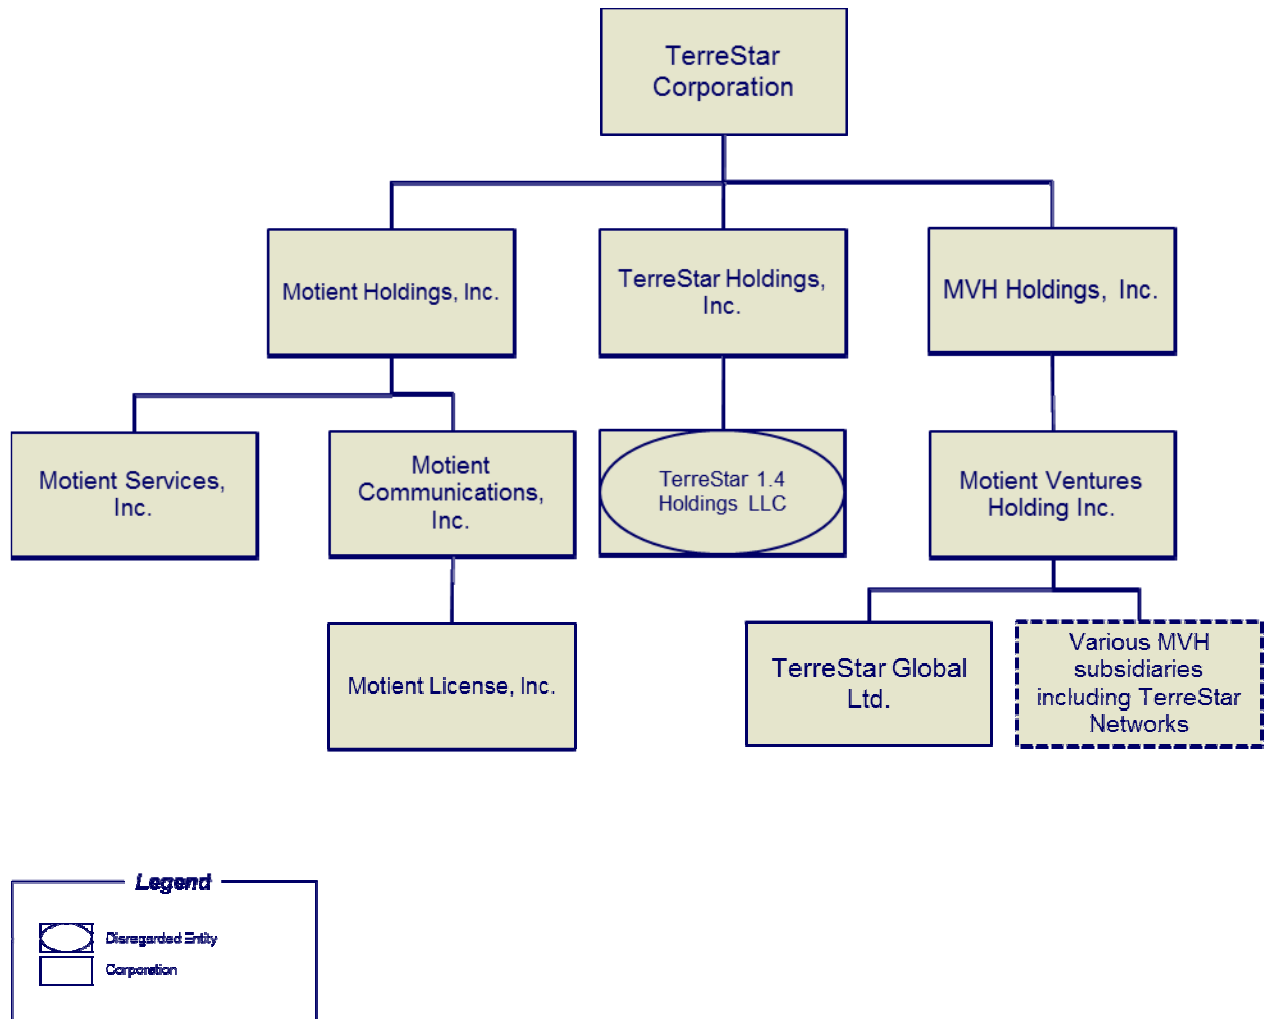 TerreStar
Corporation
Motient Holdings, Inc.
TerreStar Holdings,
Inc.
MVH Holdings, Inc.
Motient Services,
Inc.
Motient
Communications,
Inc.
TerreStar 1.4
Holdings LLC
Motient Ventures
Holding Inc.
Motient License, Inc.
TerreStar Global
Ltd.
Various MVH
subsidiaries
including TerreStar
Networks
Legend
Disregarded Entity
Corporation